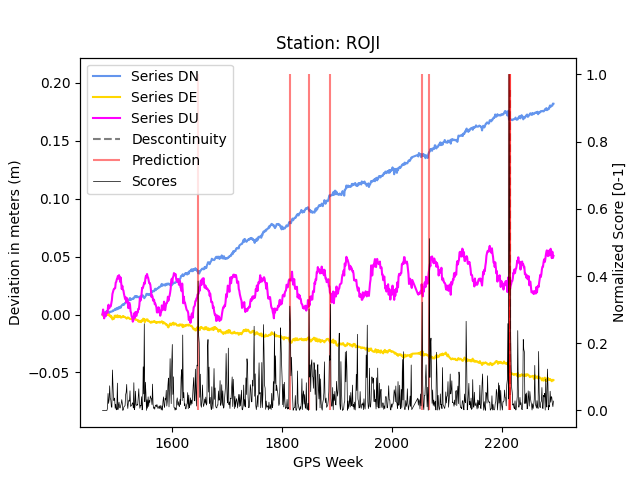 Station: ROJI
Series DN
Series DE
Series DU
Discontinuity
Prediction
Scores
Deviation in meters (m)
0.20
0.15
0.10
0.05
0.00
−0.05
1.0
0.8
0.6
0.4
0.2
0.0
Normalized Score [0-1]
1600 1800 2000 2200
GPS Week